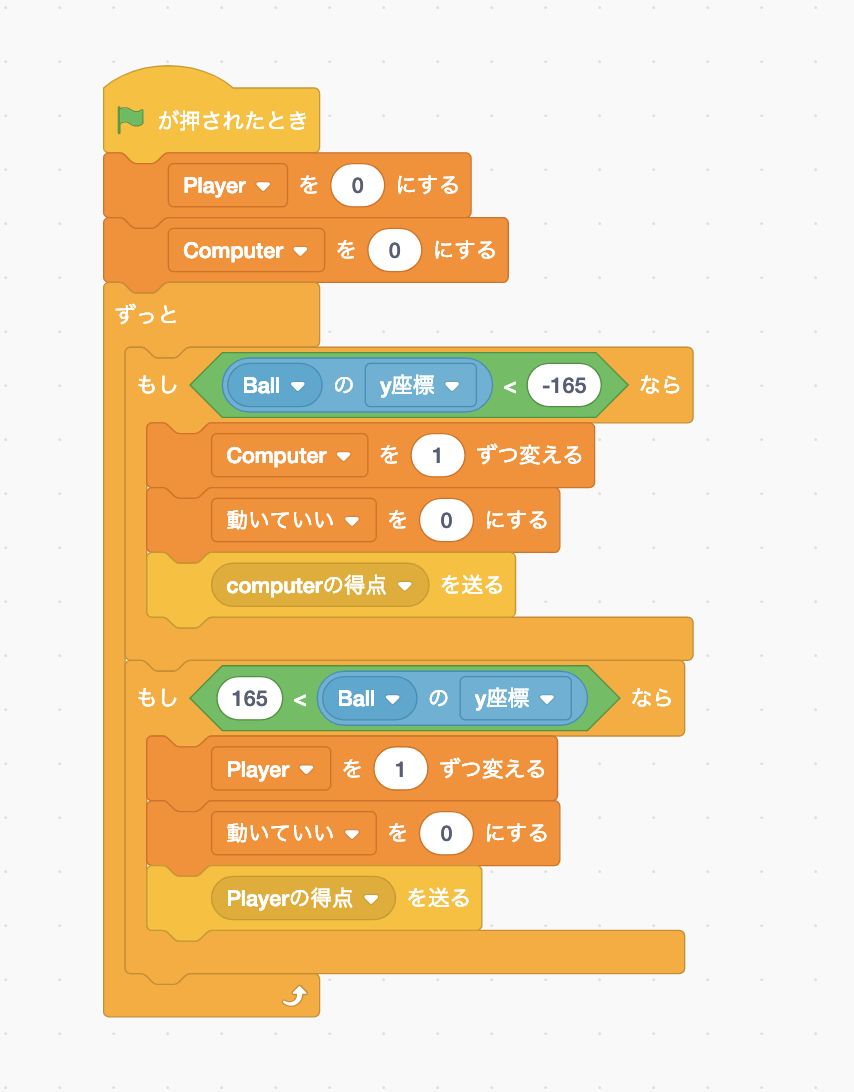 が押されたとき
Player を 0 にする
Computer を 0 にする
ずっと
もし Ball の y座標 < -165 なら
Computer を 1 ずつ変える
動いていい を 0 にする
computerの得点 を送る
もし 165 < Ball の y座標 なら
Player を 1 ずつ変える
動いていい を 0 にする
Playerの得点 を送る